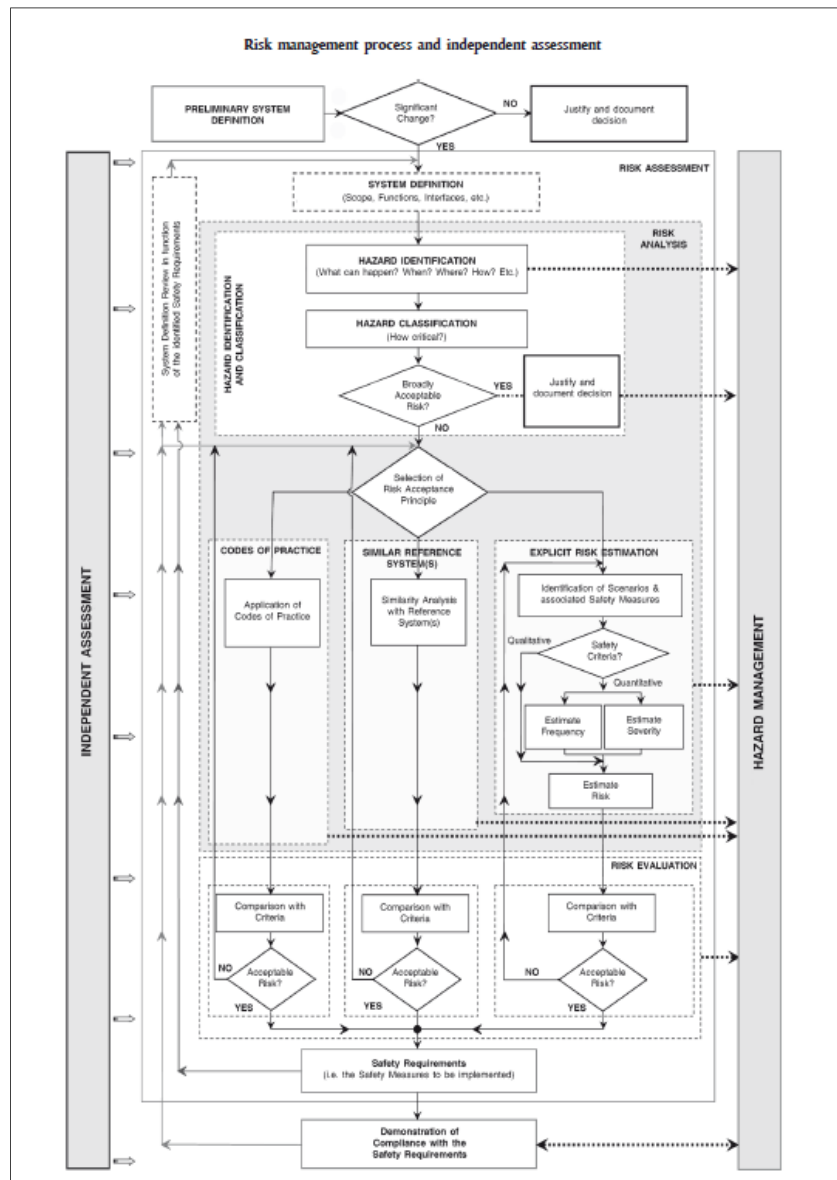 Risk management process and independent assessment
PRELIMINARY SYSTEM
DEFINITION
Significant
Change?
NO
Justify and document
decision
YES
RISK ASSESSMENT
SYSTEM DEFINITION
(Scope, Functions, Interfaces, etc.)
System Definition Review in function
of the identified Safety Requirements
RISK
ANALYSIS
HAZARD IDENTIFICATION
AND CLASSIFICATION
HAZARD IDENTIFICATION
(What can happen? When? Where? How? Etc.)
HAZARD CLASSIFICATION
(How critical?)
Broadly
Acceptable
Risk?
YES
Justify and
document decision
NO
Selection of
Risk Acceptance
Principle
INDEPENDENT ASSESSMENT
HAZARD MANAGEMENT
CODES OF PRACTICE
Application of
Codes of Practice
SIMILAR REFERENCE
SYSTEM(S)
Similarity Analysis
with Reference
System(s)
EXPLICIT RISK ESTIMATION
Identification of Scenarios &
associated Safety Measures
Qualitative
Safety
Criteria?
Quantitative
Estimate
Frequency
Estimate
Severity
Estimate
Risk
RISK EVALUATION
Comparison with
Criteria
Comparison with
Criteria
Comparison with
Criteria
NO
Acceptable
Risk?
YES
NO
Acceptable
Risk?
YES
NO
Acceptable
Risk?
YES
Safety Requirements
(i.e. the Safety Measures to be implemented)
Demonstration of
Compliance with the
Safety Requirements